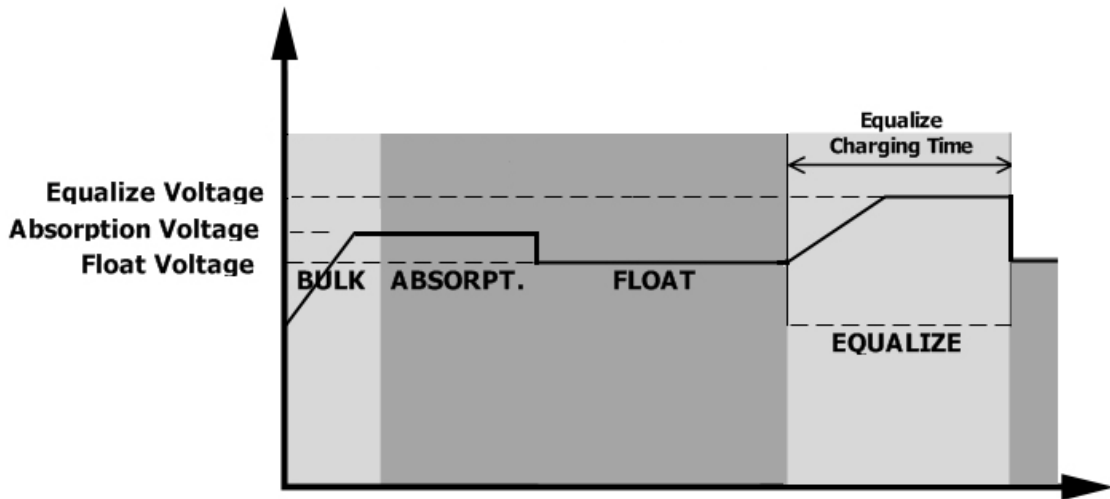 Equalize
Charging Time
Equalize Voltage
Absorption Voltage
Float Voltage
BULK
ABSORPT.
FLOAT
EQUALIZE